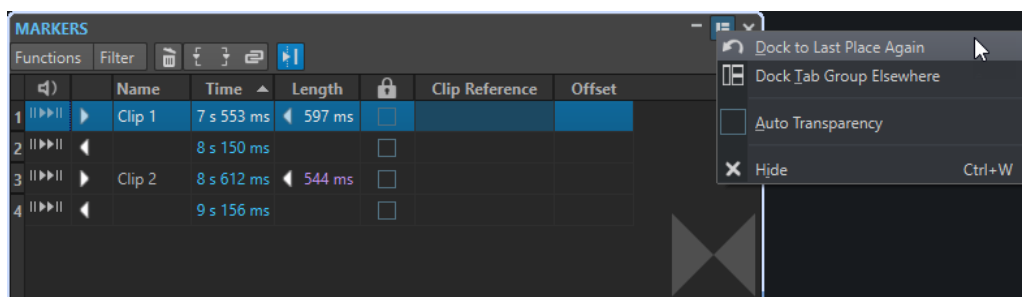 MARKERS
Functions Filter
Name Time Length Clip Reference Offset
1 Clip 1 7 s 553 ms 597 ms
2 8 s 150 ms
3 Clip 2 8 s 612 ms 544 ms
4 9 s 156 ms
Dock to Last Place Again
Dock Tab Group Elsewhere
Auto Transparency
Hide Ctrl+W